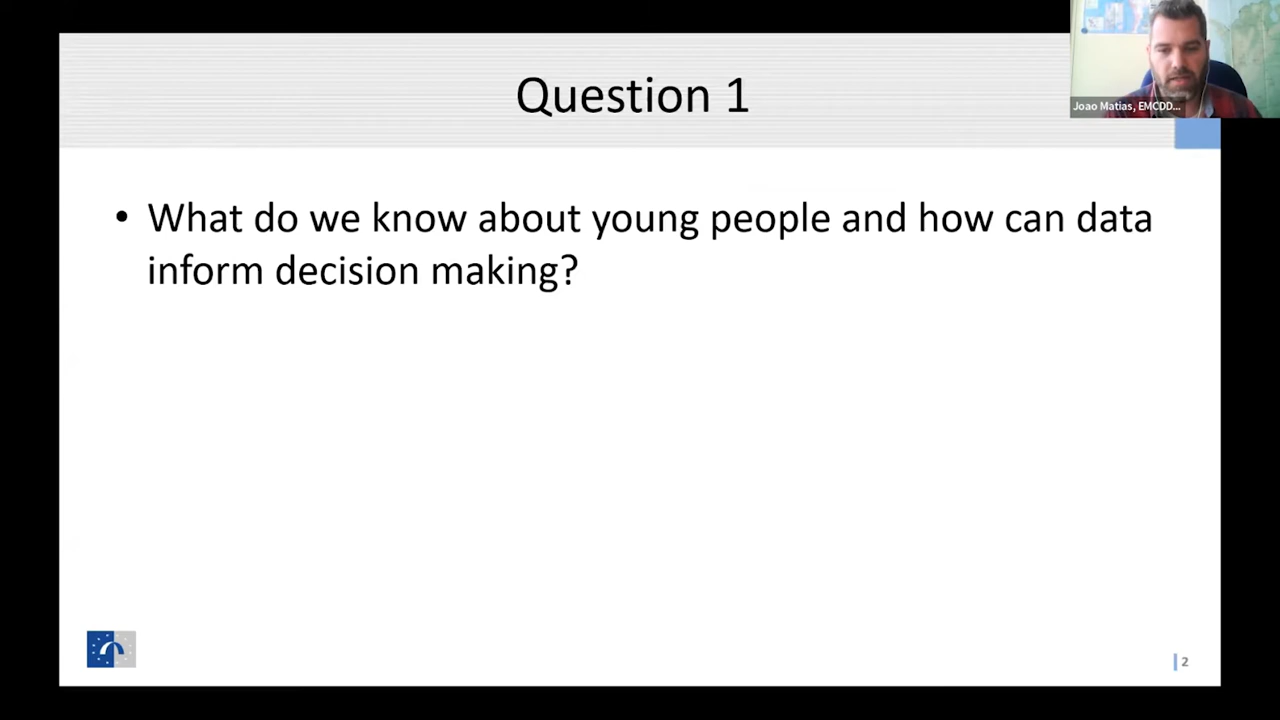 Question 1
Joao Matias, EMCDD...
• What do we know about young people and how can data
inform decision making?
2